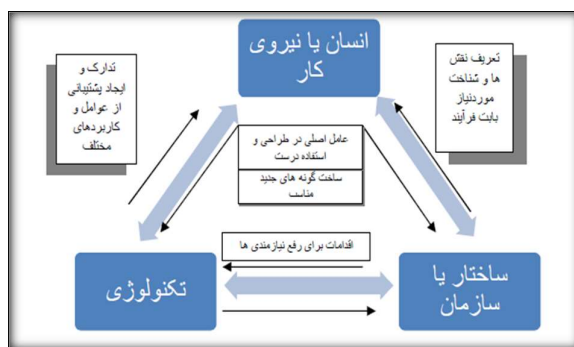 انسان یا نیروی
کار
تدارک و
ایجاد پشتیبانی
از عوامل و
کاربردهای
مختلف
تعریف نقش
ها و شناخت
موردنیاز
بابت فرآیند
عامل اصلی در طراحی و
استفاده درست
ساخت گونه های جدید
مناسب
اقدامات برای رفع نیازمندی ها
تکنولوژی
ساختار یا
سازمان